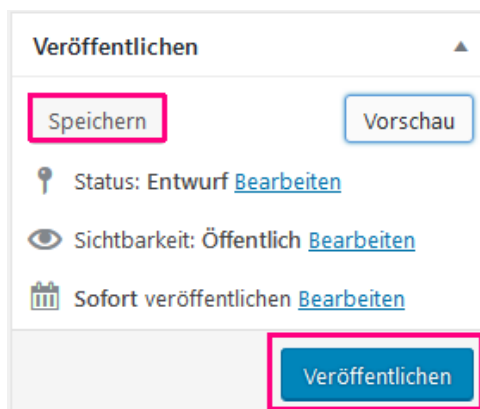 Veröffentlichen
Speichern Vorschau
Status: Entwurf Bearbeiten
Sichtbarkeit: Öffentlich Bearbeiten
Sofort veröffentlichen Bearbeiten
Veröffentlichen